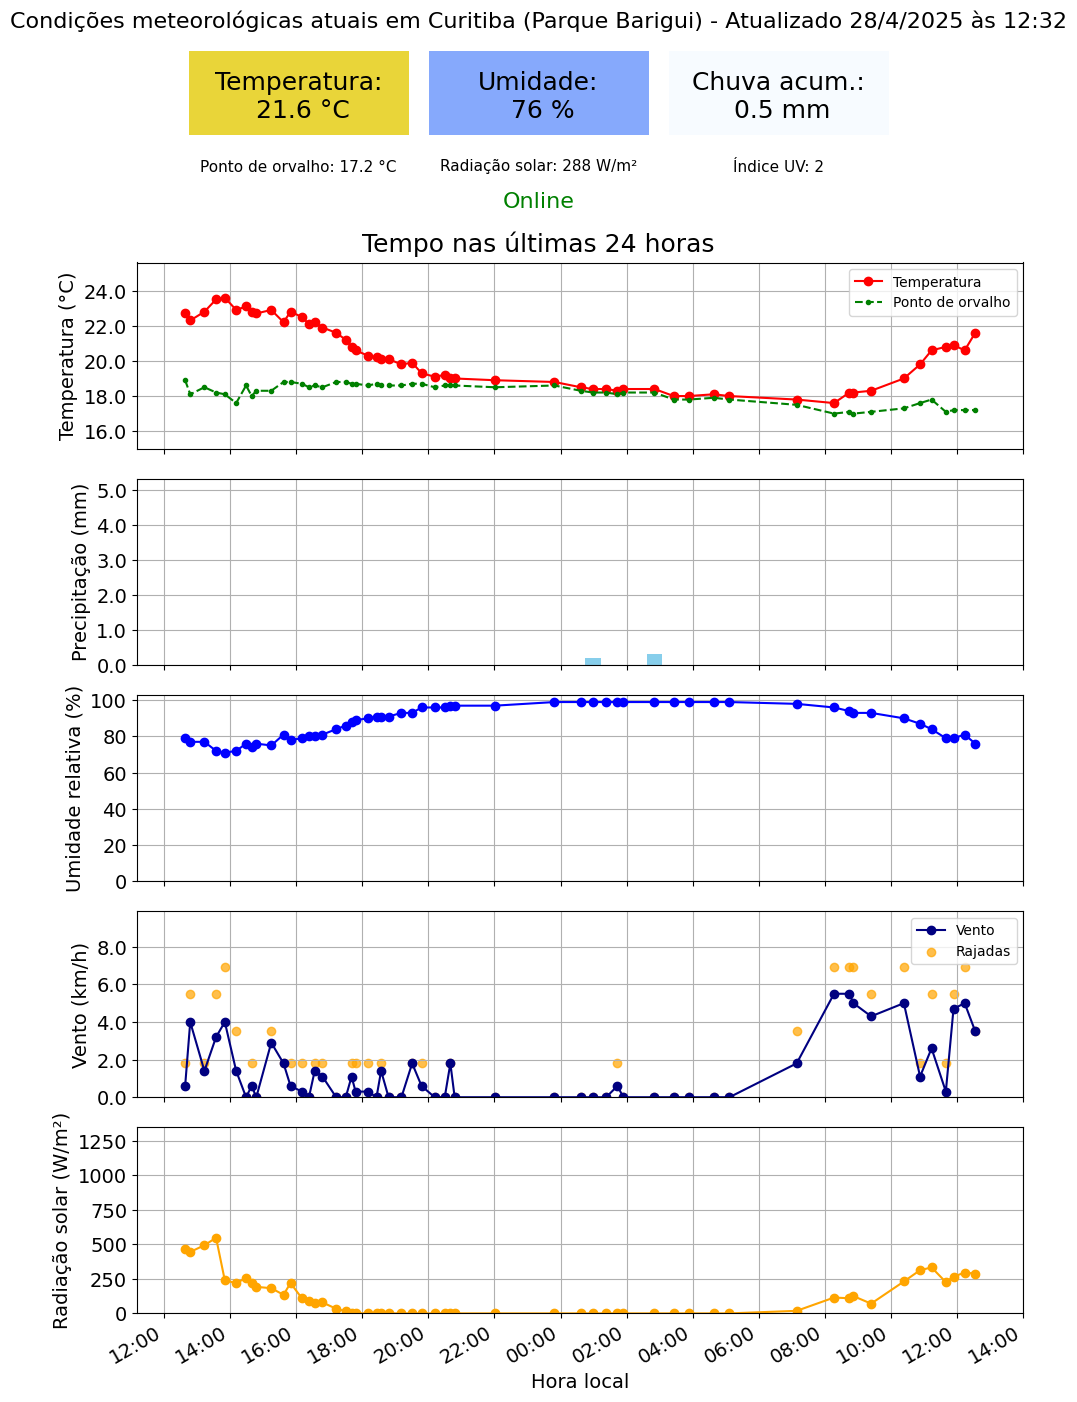 Condições meteorológicas atuais em Curitiba (Parque Barigui) - Atualizado 28/4/2025 às 12:32
Temperatura:
21.6 °C
Umidade:
76 %
Chuva acum.:
0.5 mm
Ponto de orvalho: 17.2 °C
Radiação solar: 288 W/m²
Índice UV: 2
Online
Tempo nas últimas 24 horas
Temperatura (°C)
24.0
22.0
20.0
18.0
16.0
Temperatura
Ponto de orvalho
Precipitação (mm)
5.0
4.0
3.0
2.0
1.0
0.0
Umidade relativa (%)
100
80
60
40
20
0
Vento (km/h)
8.0
6.0
4.0
2.0
0.0
Vento
Rajadas
Radiação solar (W/m²)
1250
1000
750
500
250
0
12:00
14:00
16:00
18:00
20:00
22:00
00:00
02:00
04:00
06:00
08:00
10:00
12:00
14:00
Hora local